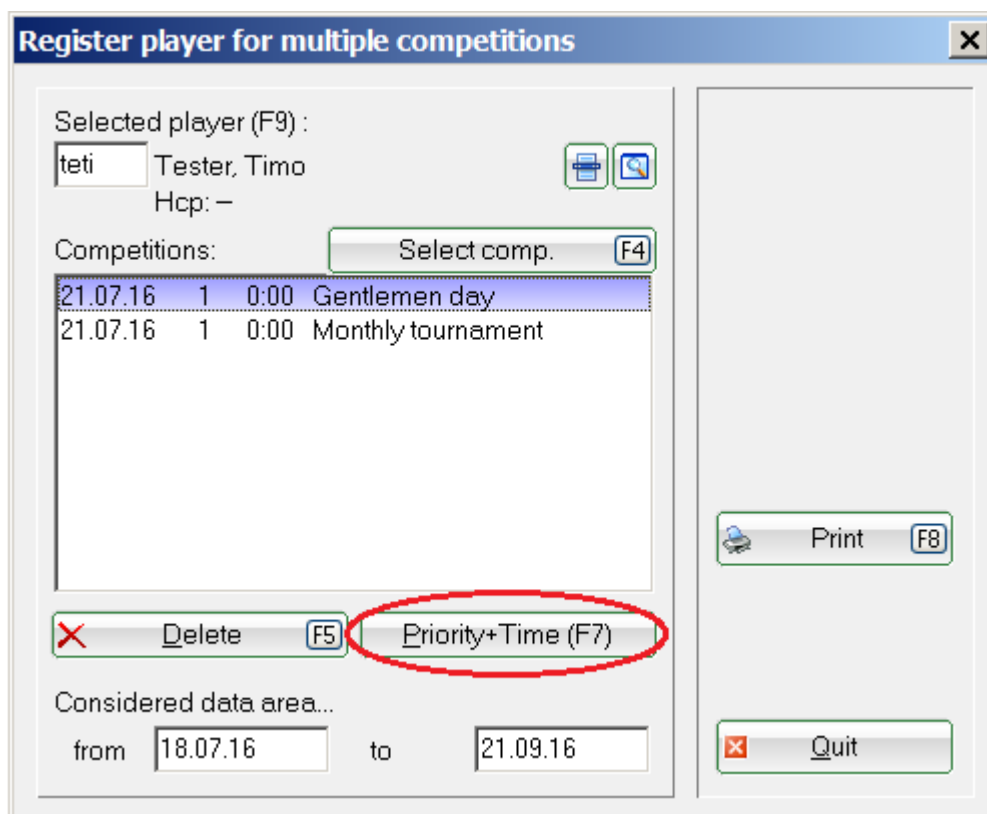 Register player for multiple competitions
Selected player (F9) :
teti Tester, Timo
Hcp: –
Competitions: Select comp. F4
21.07.16 1 0:00 Gentlemen day
21.07.16 1 0:00 Monthly tournament
Print F8
Delete F5 Priority+Time (F7)
Considered data area...
from 18.07.16 to 21.09.16
Quit